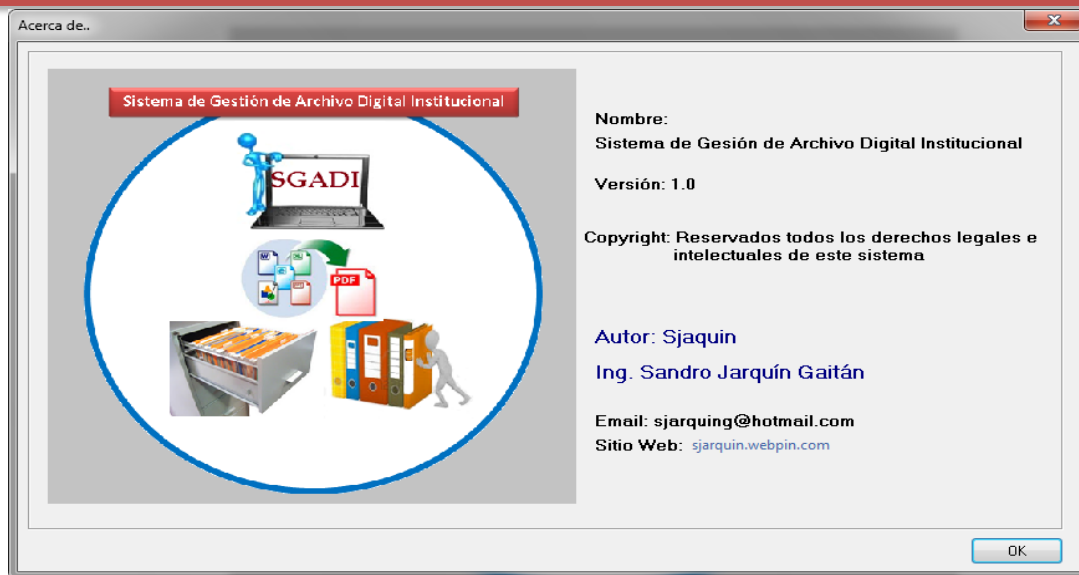 Acerca de..
Sistema de Gestión de Archivo Digital Institucional
SGADI
PDF
Nombre:
Sistema de Gesión de Archivo Digital Institucional
Versión: 1.0
Copyright: Reservados todos los derechos legales e
intelectuales de este sistema
Autor: Sjaquin
Ing. Sandro Jarquín Gaitán
Email: sjarquing@hotmail.com
Sitio Web: sjarquin.webpin.com
OK